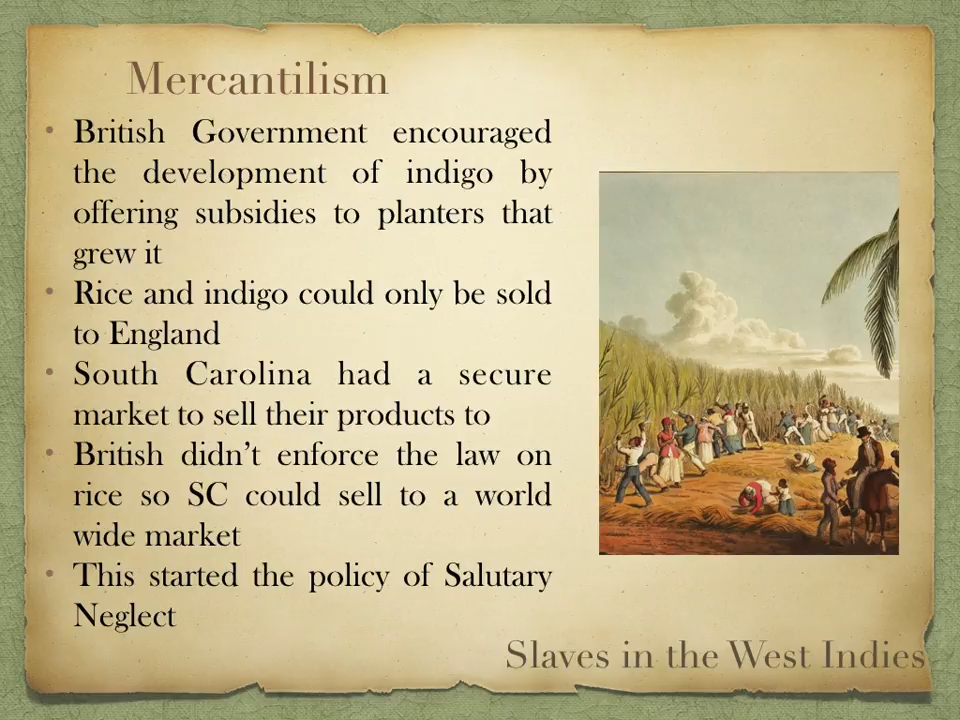 Mercantilism
• British Government encouraged
the development of indigo by
offering subsidies to planters that
grew it
• Rice and indigo could only be sold
to England
• South Carolina had a secure
market to sell their products to
• British didn’t enforce the law on
rice so SC could sell to a world
wide market
• This started the policy of Salutary
Neglect
Slaves in the West Indies